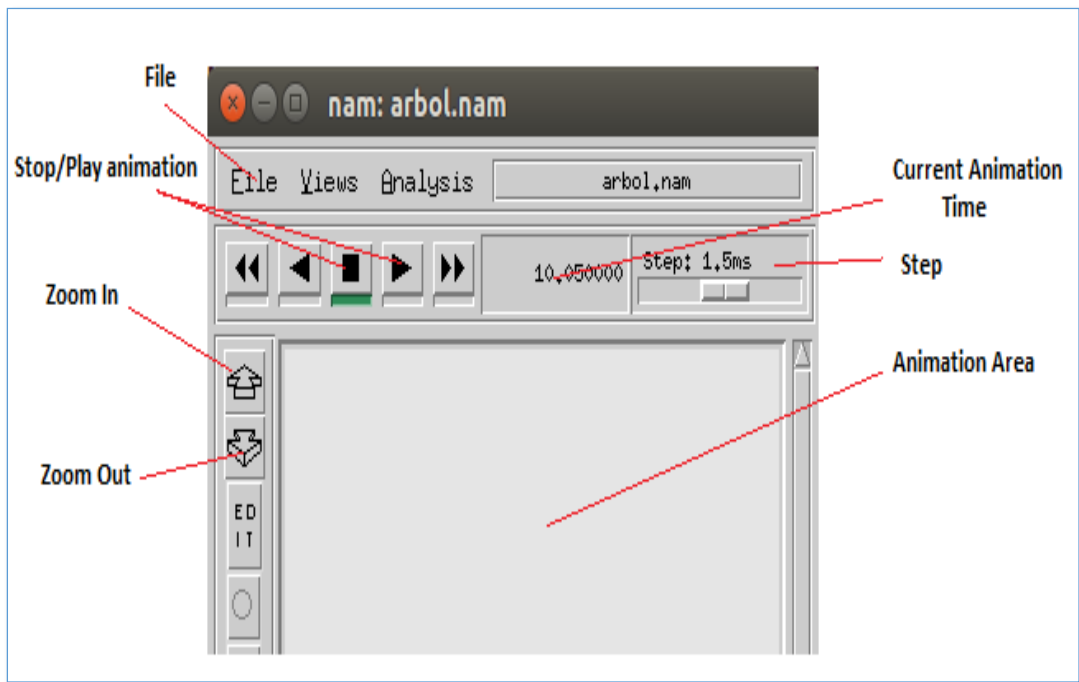 File
nam: arbol.nam
Stop/Play animation
File Views Analysis
arbol.nam
Current Animation
Time
10.050000
Step: 1.5ms
Step
Zoom In
Animation Area
Zoom Out
ED
IT